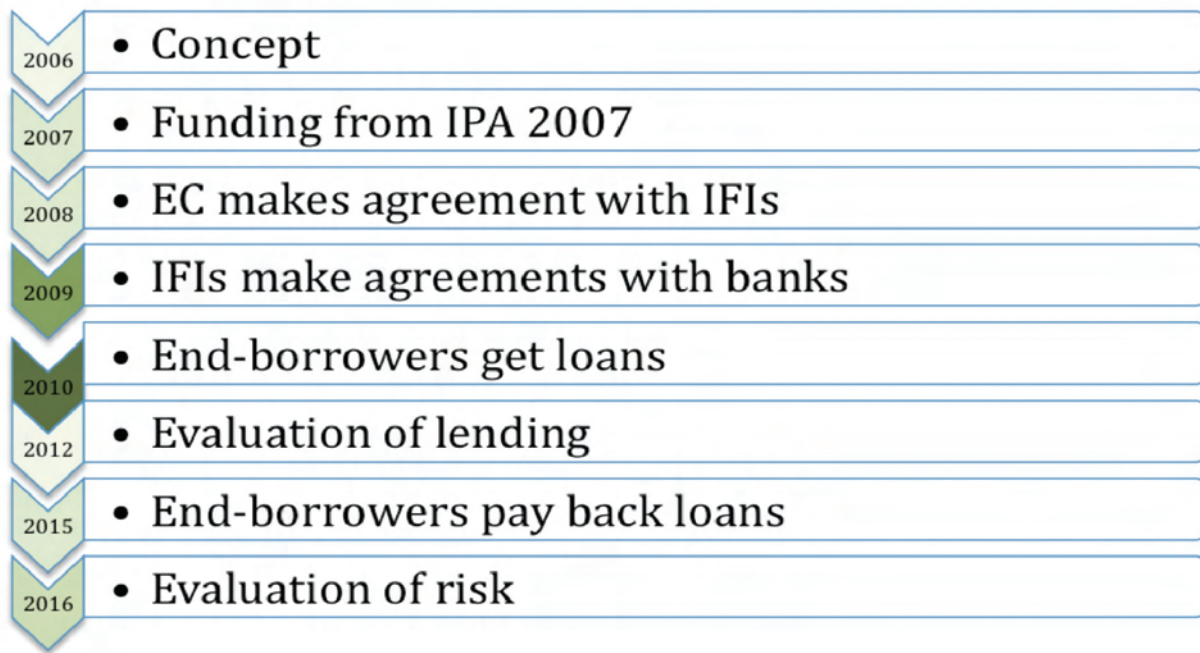 2006 • Concept
2007 • Funding from IPA 2007
2008 • EC makes agreement with IFIs
2009 • IFIs make agreements with banks
2010 • End-borrowers get loans
2012 • Evaluation of lending
2015 • End-borrowers pay back loans
2016 • Evaluation of risk